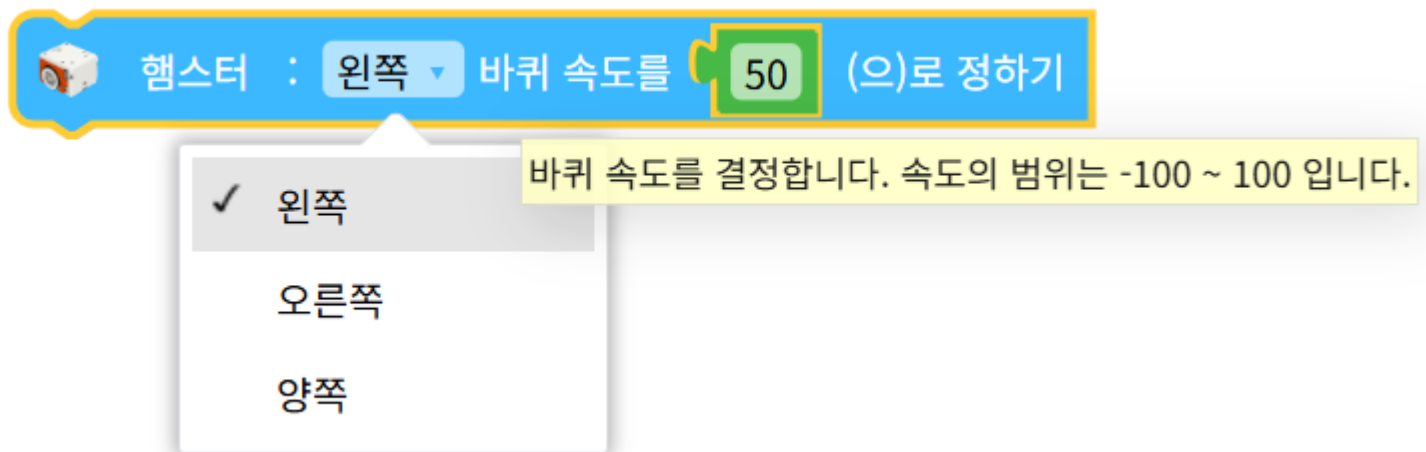 햄스터 : 왼쪽 ▼ 바퀴 속도를 50 (으)로 정하기
바퀴 속도를 결정합니다. 속도의 범위는 -100 ~ 100 입니다.
✓ 왼쪽
오른쪽
양쪽